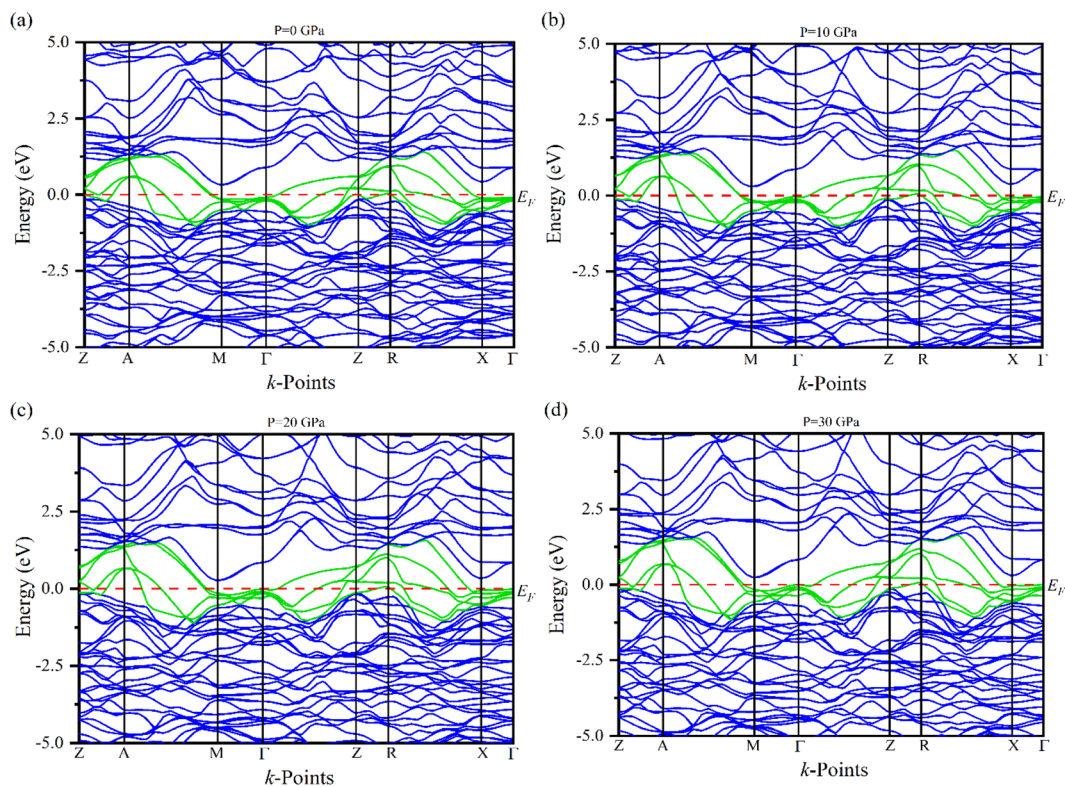 (a)
P=0 GPa
5.0
2.5
0.0
-2.5
-5.0
Energy (eV)
E_F
Z A M Γ Z R X Γ
k-Points
(b)
P=10 GPa
5.0
2.5
0.0
-2.5
-5.0
Energy (eV)
E_F
Z A M Γ Z R X Γ
k-Points
(c)
P=20 GPa
5.0
2.5
0.0
-2.5
-5.0
Energy (eV)
E_F
Z A M Γ Z R X Γ
k-Points
(d)
P=30 GPa
5.0
2.5
0.0
-2.5
-5.0
Energy (eV)
E_F
Z A M Γ Z R X Γ
k-Points